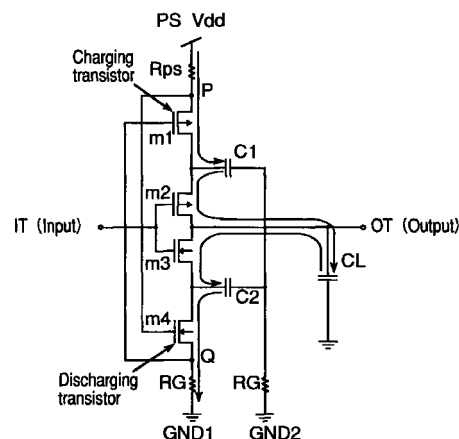 PS Vdd
Charging
transistor
Rps
P
m1
C1
m2
IT (Input)
OT (Output)
m3
CL
C2
m4
Q
Discharging
transistor
RG
RG
GND1
GND2